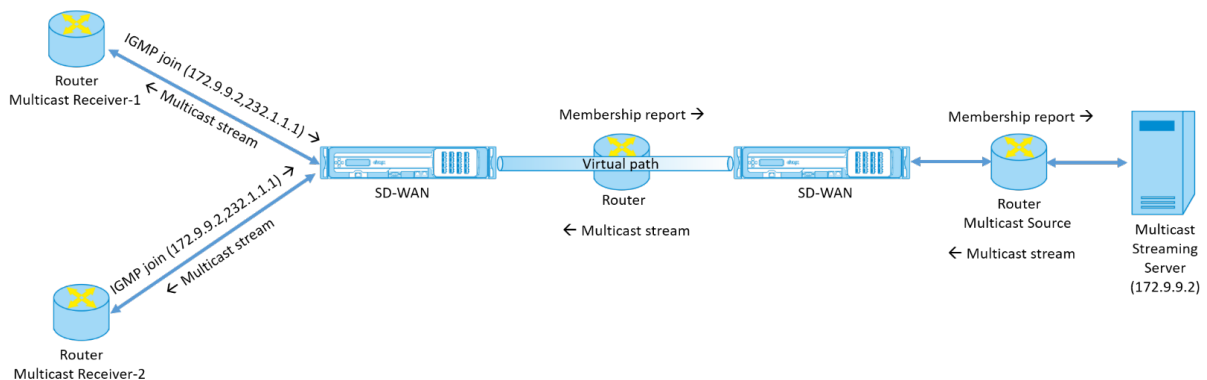 IGMP join (172.9.9.2,232.1.1.1) →
← Multicast stream
Router
Multicast Receiver-1
IGMP join (172.9.9.2,232.1.1.1) →
← Multicast stream
Router
Multicast Receiver-2
SD-WAN
Membership report →
Virtual path
Router
← Multicast stream
SD-WAN
Membership report →
Router
Multicast Source
← Multicast stream
Multicast
Streaming
Server
(172.9.9.2)